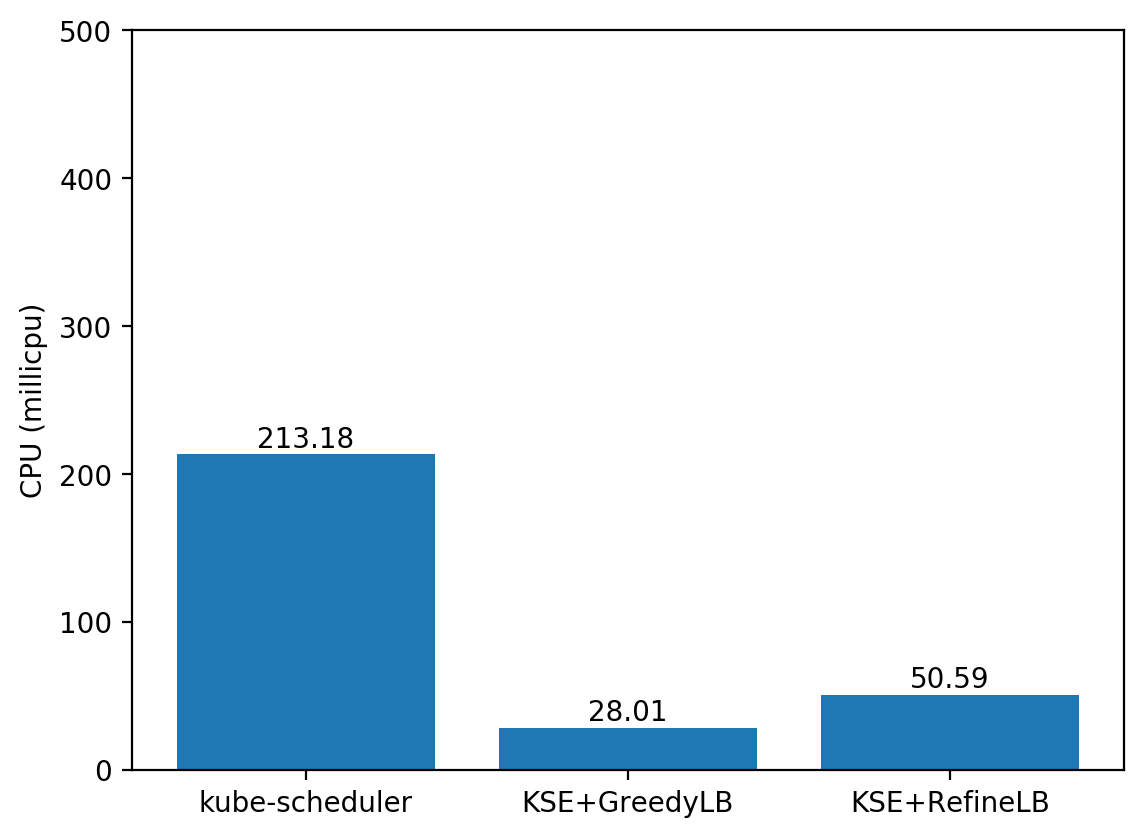 500
400
300
200
100
0
CPU (millicpu)
213.18
28.01
50.59
kube-scheduler
KSE+GreedyLB
KSE+RefineLB